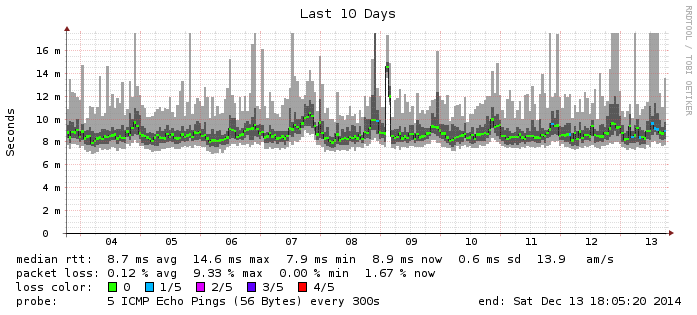 Last 10 Days
RRDTOOL / TOBI OETIKER
Seconds
16 m
14 m
12 m
10 m
8 m
6 m
4 m
2 m
0
04 05 06 07 08 09 10 11 12 13
median rtt: 8.7 ms avg 14.6 ms max 7.9 ms min 8.9 ms now 0.6 ms sd 13.9 am/s
packet loss: 0.12 % avg 9.33 % max 0.00 % min 1.67 % now
loss color: 0 1/5 2/5 3/5 4/5
probe: 5 ICMP Echo Pings (56 Bytes) every 300s end: Sat Dec 13 18:05:20 2014